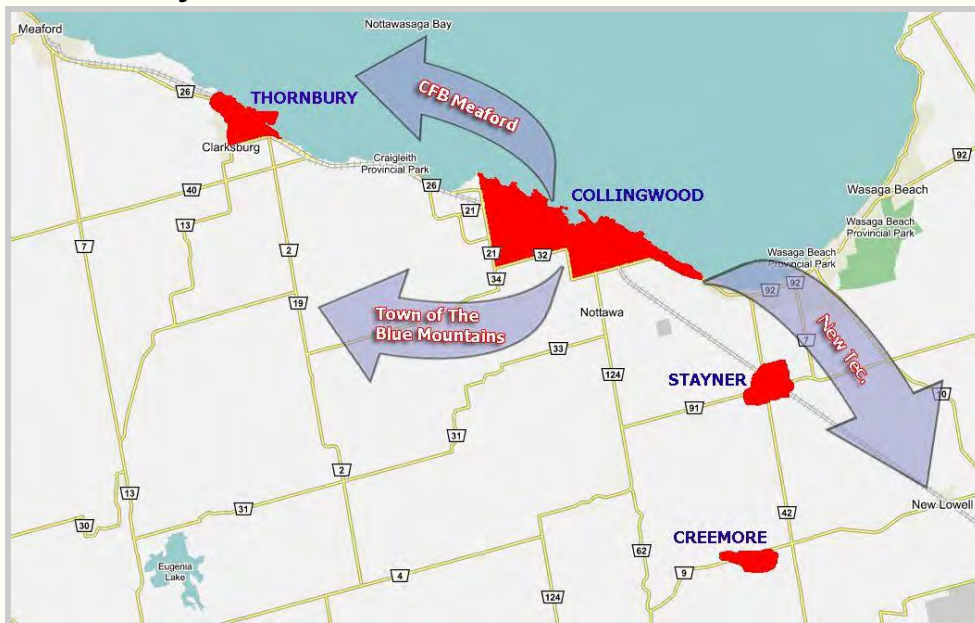 Meaford
Nottawasaga Bay
26
THORNBURY
CFB Meaford
Clarksburg
Craigleith
Provincial Park
26
COLLINGWOOD
92
Wasaga Beach
40
13
21
Wasaga Beach
Provincial Park
7
2
21
32
Wasaga Beach
Provincial Park
34
92
92
19
Town of The
Blue Mountains
Nottawa
7
New Tec.
33
124
STAYNER
10
91
31
2
13
31
42
New Lowell
30
CREEMORE
62
Eugenia
Lake
4
9
124